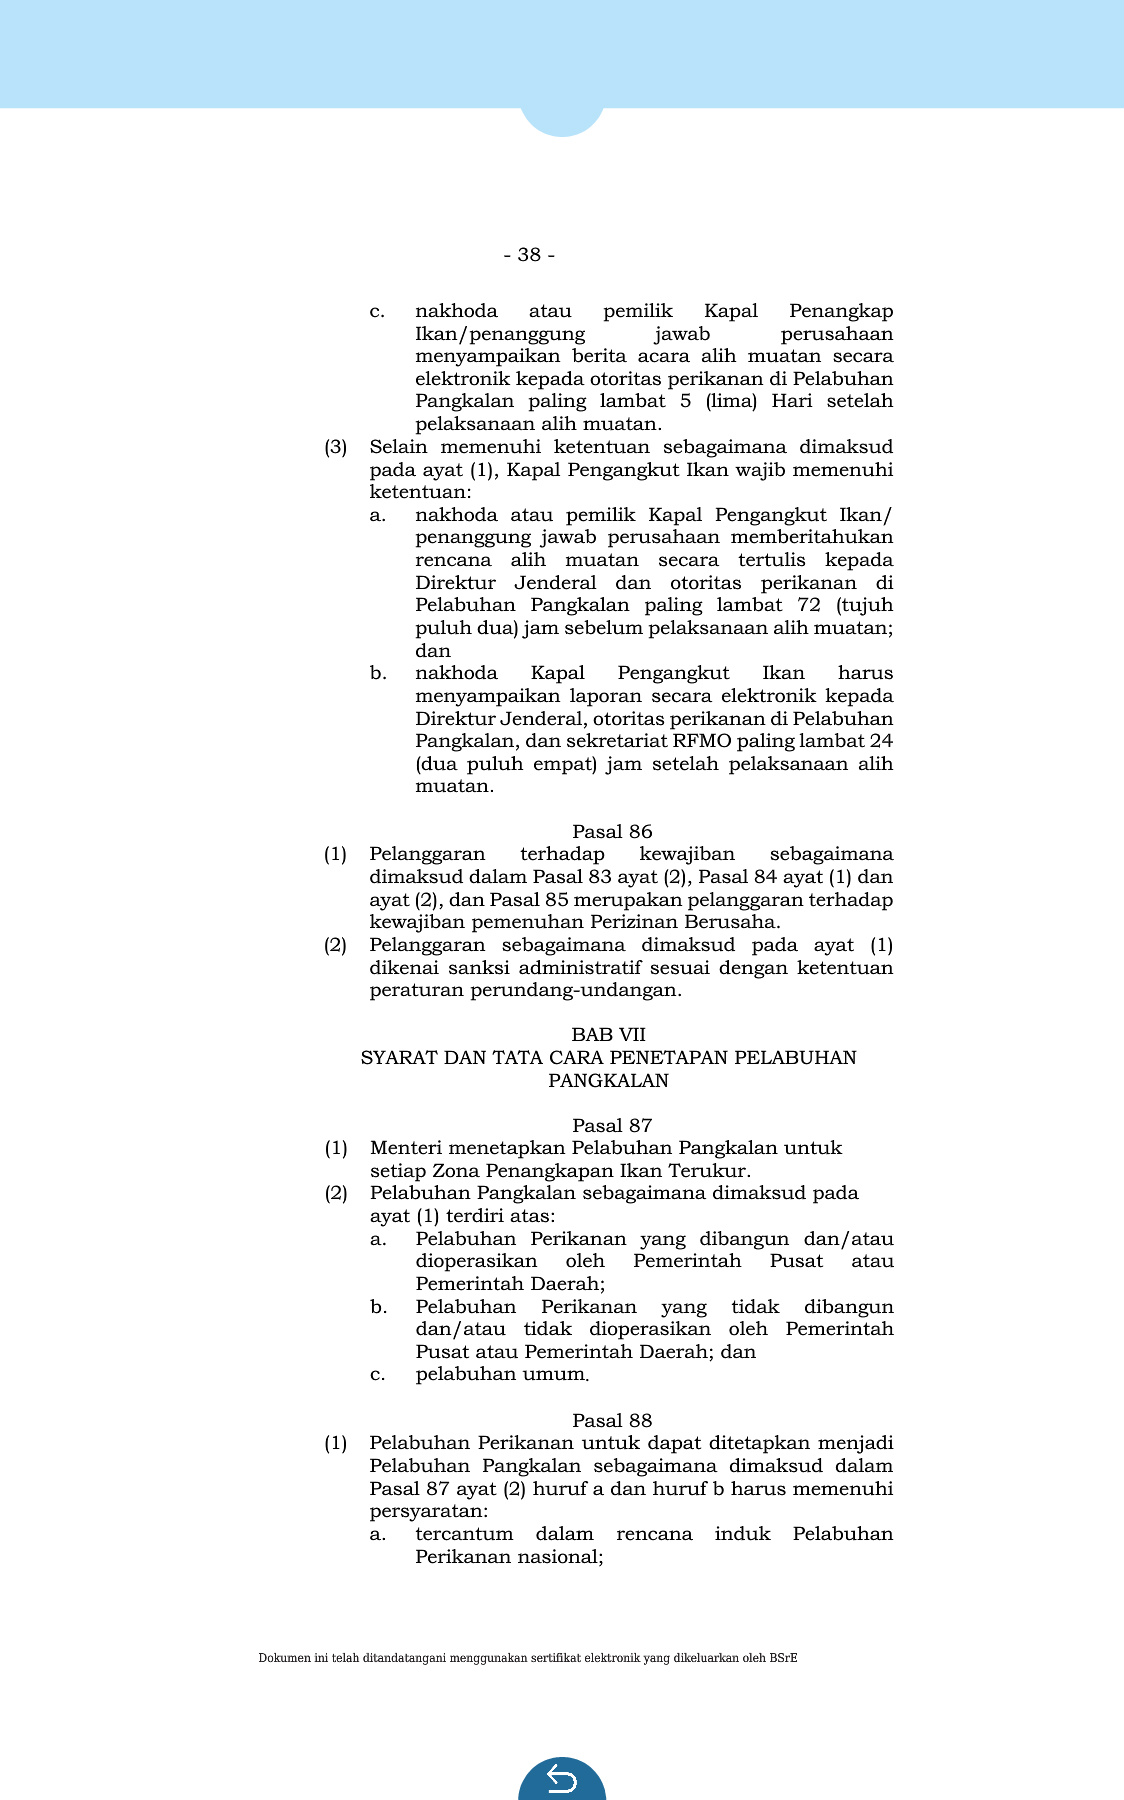 - 38 -
c. nakhoda atau pemilik Kapal Penangkap
Ikan/penanggung jawab perusahaan
menyampaikan berita acara alih muatan secara
elektronik kepada otoritas perikanan di Pelabuhan
Pangkalan paling lambat 5 (lima) Hari setelah
pelaksanaan alih muatan.
(3) Selain memenuhi ketentuan sebagaimana dimaksud
pada ayat (1), Kapal Pengangkut Ikan wajib memenuhi
ketentuan:
a. nakhoda atau pemilik Kapal Pengangkut Ikan/
penanggung jawab perusahaan memberitahukan
rencana alih muatan secara tertulis kepada
Direktur Jenderal dan otoritas perikanan di
Pelabuhan Pangkalan paling lambat 72 (tujuh
puluh dua) jam sebelum pelaksanaan alih muatan;
dan
b. nakhoda Kapal Pengangkut Ikan harus
menyampaikan laporan secara elektronik kepada
Direktur Jenderal, otoritas perikanan di Pelabuhan
Pangkalan, dan sekretariat RFMO paling lambat 24
(dua puluh empat) jam setelah pelaksanaan alih
muatan.
Pasal 86
(1) Pelanggaran terhadap kewajiban sebagaimana
dimaksud dalam Pasal 83 ayat (2), Pasal 84 ayat (1) dan
ayat (2), dan Pasal 85 merupakan pelanggaran terhadap
kewajiban pemenuhan Perizinan Berusaha.
(2) Pelanggaran sebagaimana dimaksud pada ayat (1)
dikenai sanksi administratif sesuai dengan ketentuan
peraturan perundang-undangan.
BAB VII
SYARAT DAN TATA CARA PENETAPAN PELABUHAN
PANGKALAN
Pasal 87
(1) Menteri menetapkan Pelabuhan Pangkalan untuk
setiap Zona Penangkapan Ikan Terukur.
(2) Pelabuhan Pangkalan sebagaimana dimaksud pada
ayat (1) terdiri atas:
a. Pelabuhan Perikanan yang dibangun dan/atau
dioperasikan oleh Pemerintah Pusat atau
Pemerintah Daerah;
b. Pelabuhan Perikanan yang tidak dibangun
dan/atau tidak dioperasikan oleh Pemerintah
Pusat atau Pemerintah Daerah; dan
c. pelabuhan umum.
Pasal 88
(1) Pelabuhan Perikanan untuk dapat ditetapkan menjadi
Pelabuhan Pangkalan sebagaimana dimaksud dalam
Pasal 87 ayat (2) huruf a dan huruf b harus memenuhi
persyaratan:
a. tercantum dalam rencana induk Pelabuhan
Perikanan nasional;
Dokumen ini telah ditandatangani menggunakan sertifikat elektronik yang dikeluarkan oleh BSrE